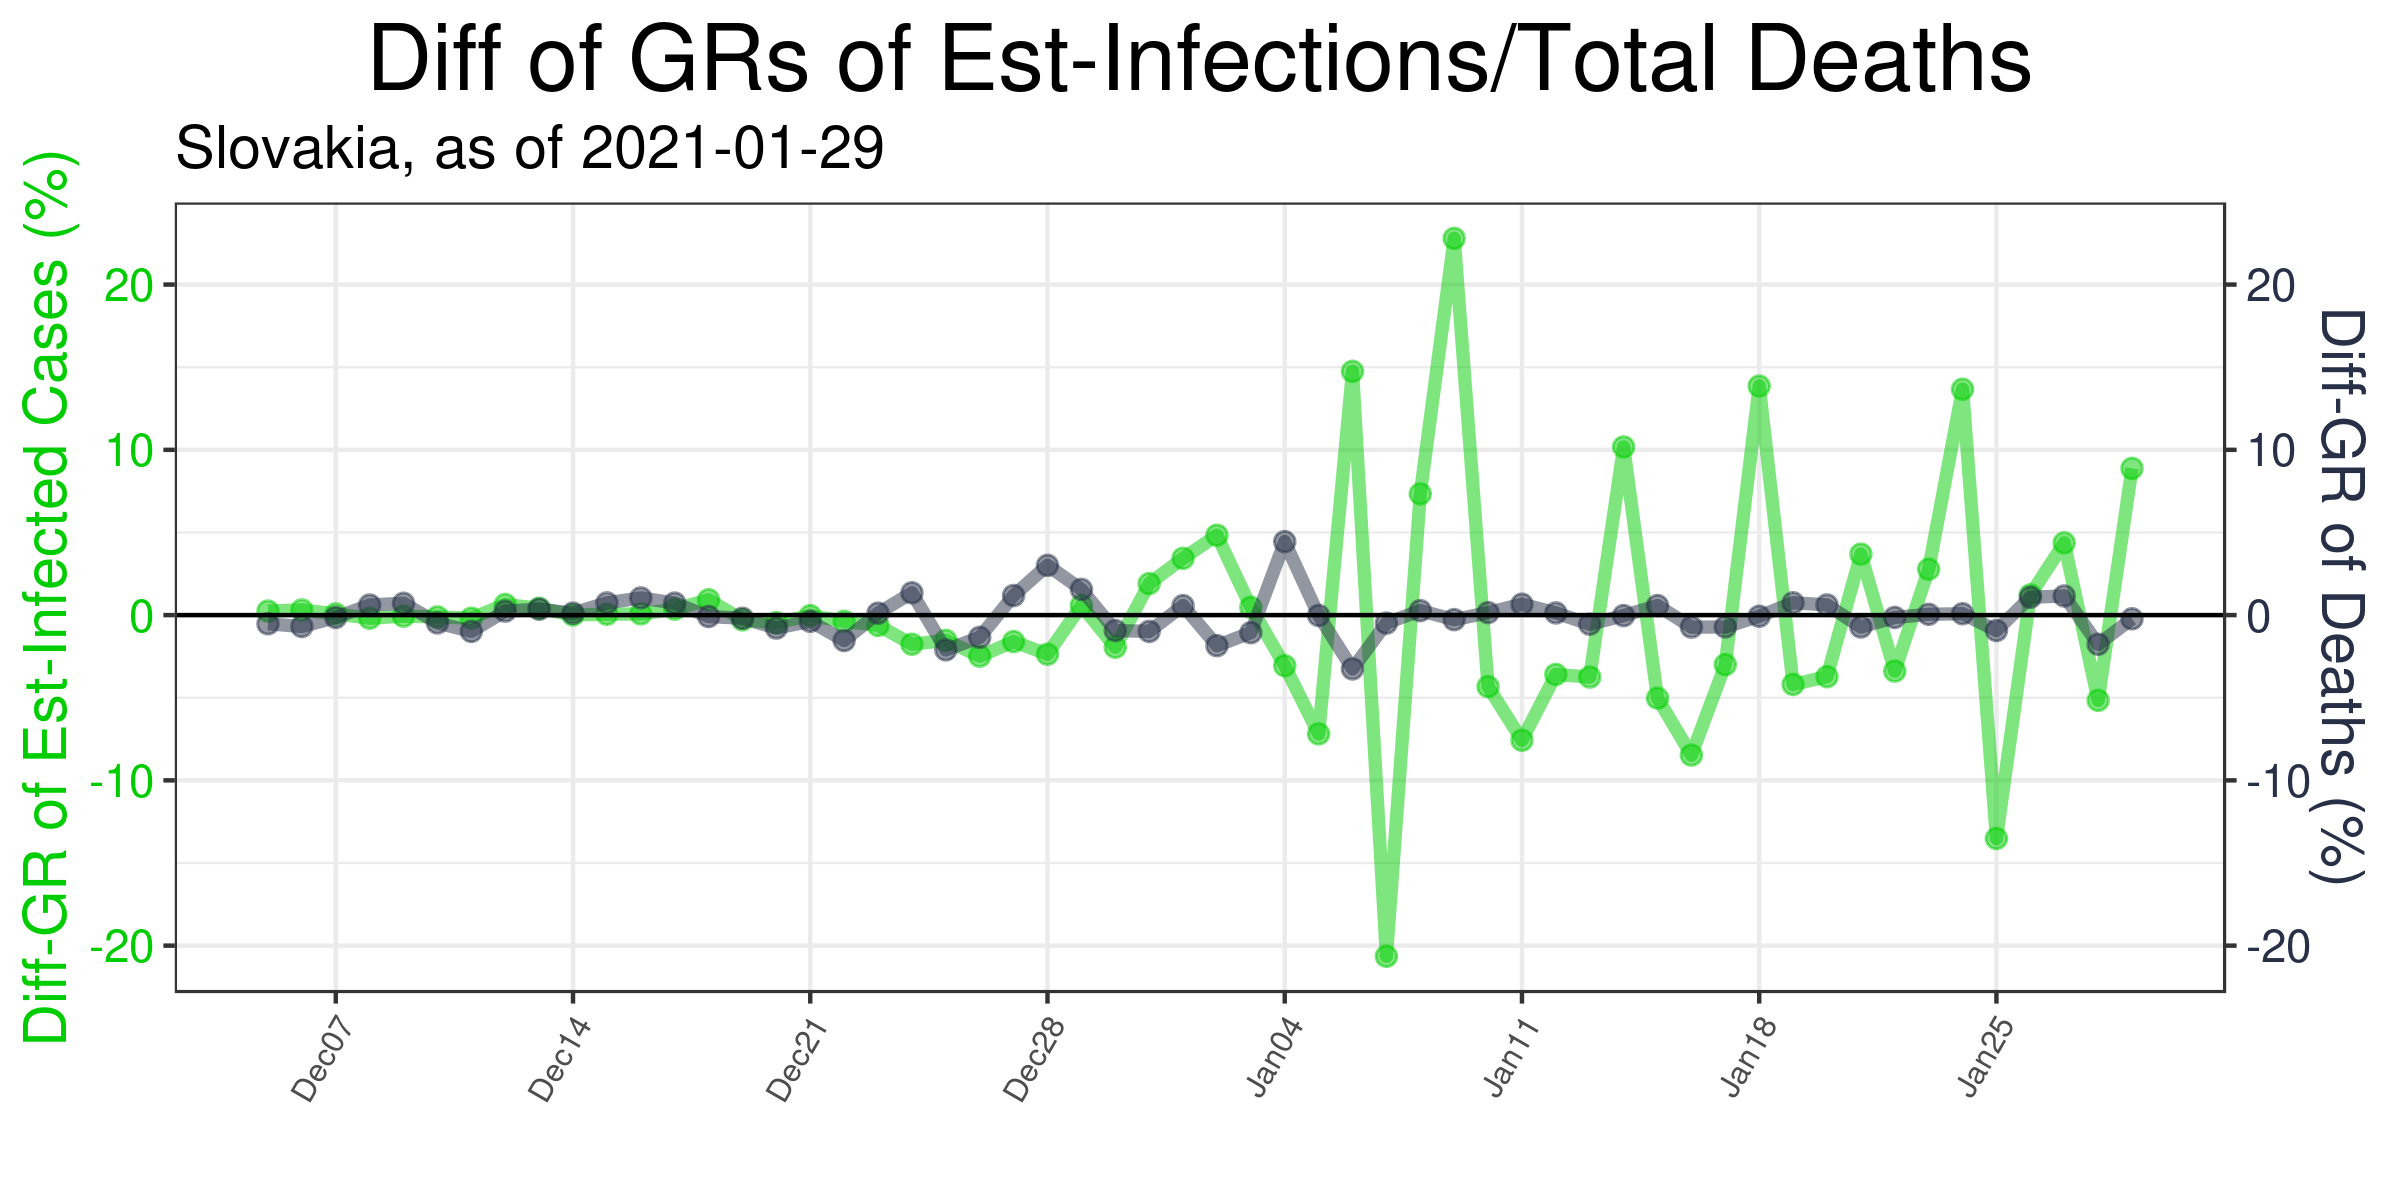 Diff of GRs of Est-Infections/Total Deaths
Slovakia, as of 2021-01-29
Diff-GR of Est-Infected Cases (%)
20
10
0
-10
-20
20
10
0
-10
-20
Diff-GR of Deaths (%)
Dec07
Dec14
Dec21
Dec28
Jan04
Jan11
Jan18
Jan25